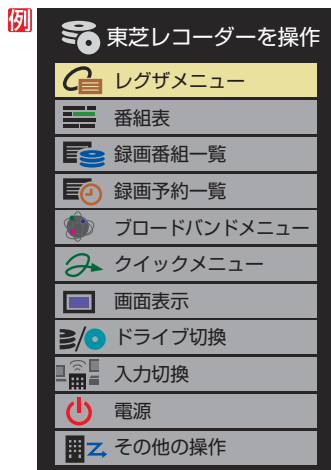 例
東芝レコーダーを操作
レグザメニュー
番組表
録画番組一覧
録画予約一覧
ブロードバンドメニュー
クイックメニュー
画面表示
ドライブ切換
入力切換
電源
その他の操作